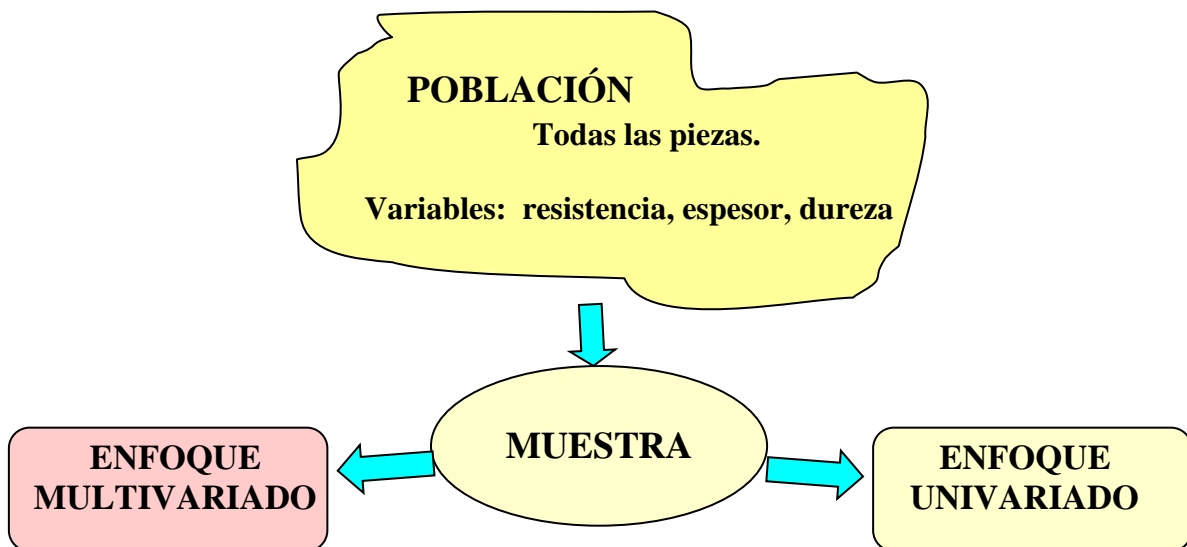 POBLACIÓN
Todas las piezas.
Variables: resistencia, espesor, dureza
MUESTRA
ENFOQUE
MULTIVARIADO
ENFOQUE
UNIVARIADO